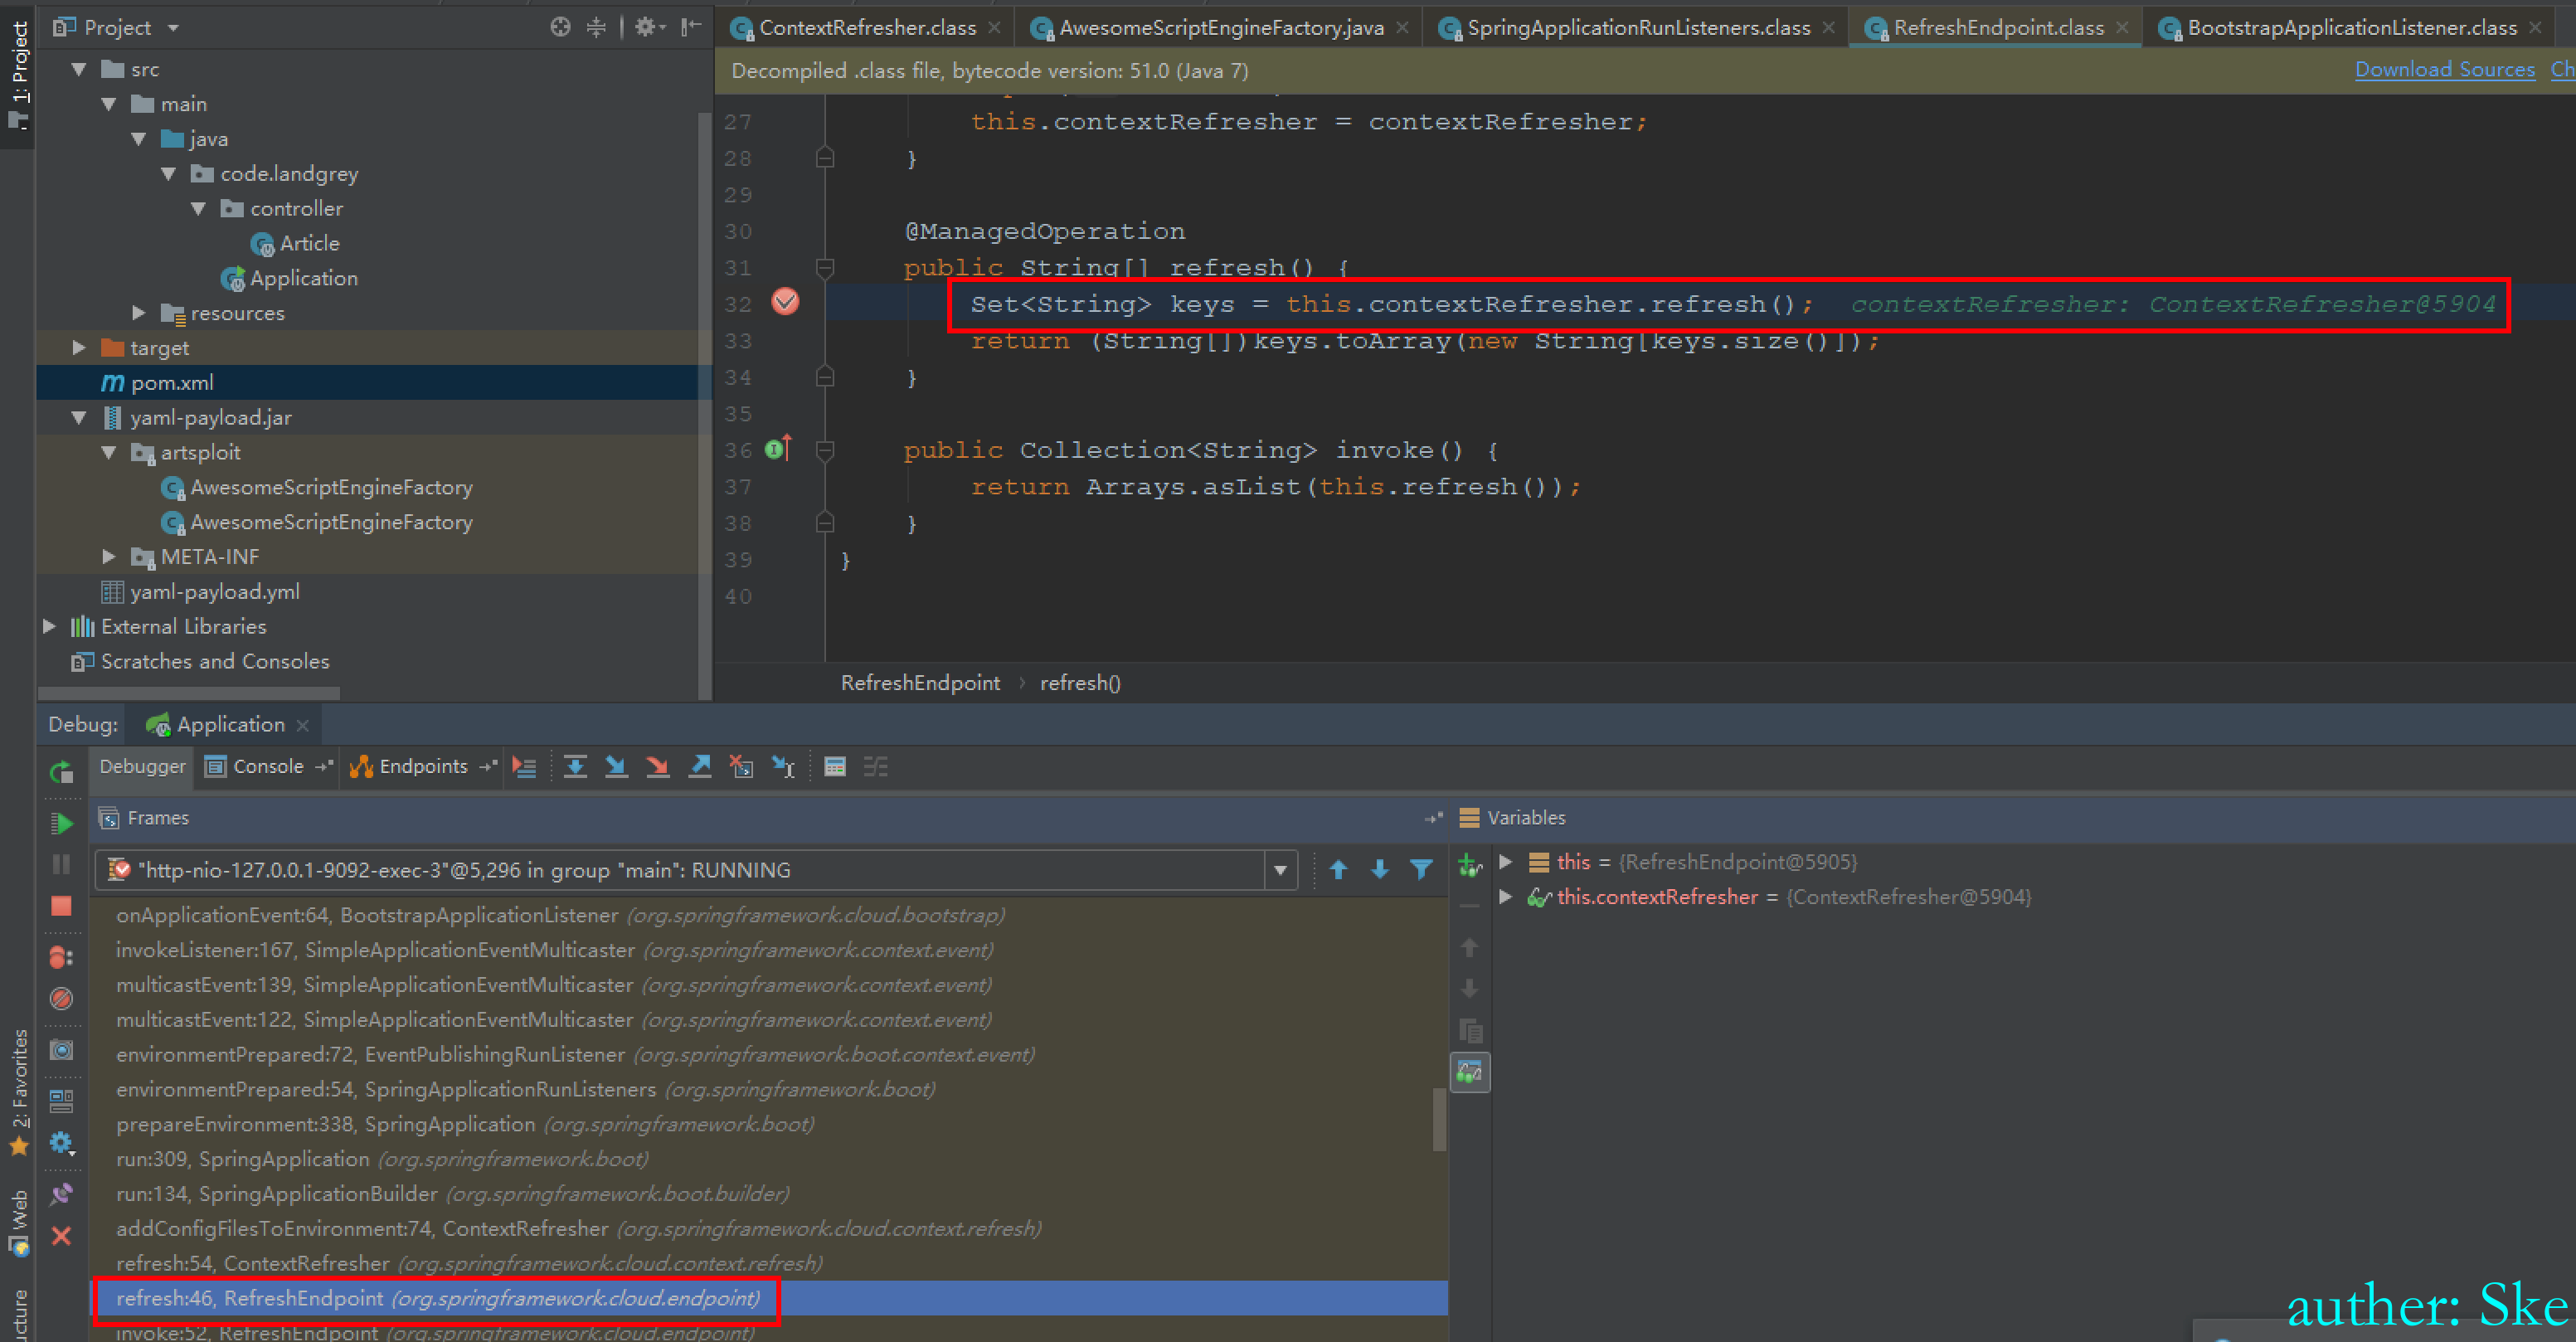 1: Project
Project
ContextRefresher.class
AwesomeScriptEngineFactory.java
SpringApplicationRunListeners.class
RefreshEndpoint.class
BootstrapApplicationListener.class
Decompiled .class file, bytecode version: 51.0 (Java 7)
Download Sources
Ch
src
main
java
code.landgrey
controller
Article
Application
resources
target
pom.xml
yaml-payload.jar
artsploit
AwesomeScriptEngineFactory
AwesomeScriptEngineFactory
META-INF
yaml-payload.yml
External Libraries
Scratches and Consoles
27 this.contextRefresher = contextRefresher;
28 }
29
30 @ManagedOperation
31 public String[] refresh() {
32 Set<String> keys = this.contextRefresher.refresh(); contextRefresher: ContextRefresher@5904
33 return (String[])keys.toArray(new String[keys.size()]);
34 }
35
36 public Collection<String> invoke() {
37 return Arrays.asList(this.refresh());
38 }
39 }
40
RefreshEndpoint › refresh()
Debug: Application
Debugger Console Endpoints
Frames
"http-nio-127.0.0.1-9092-exec-3"@5,296 in group "main": RUNNING
onApplicationEvent:64, BootstrapApplicationListener (org.springframework.cloud.bootstrap)
invokeListener:167, SimpleApplicationEventMulticaster (org.springframework.context.event)
multicastEvent:139, SimpleApplicationEventMulticaster (org.springframework.context.event)
multicastEvent:122, SimpleApplicationEventMulticaster (org.springframework.context.event)
environmentPrepared:72, EventPublishingRunListener (org.springframework.boot.context.event)
environmentPrepared:54, SpringApplicationRunListeners (org.springframework.boot)
prepareEnvironment:338, SpringApplication (org.springframework.boot)
run:309, SpringApplication (org.springframework.boot)
run:134, SpringApplicationBuilder (org.springframework.boot.builder)
addConfigFilesToEnvironment:74, ContextRefresher (org.springframework.cloud.context.refresh)
refresh:54, ContextRefresher (org.springframework.cloud.context.refresh)
refresh:46, RefreshEndpoint (org.springframework.cloud.endpoint)
invoke:52, RefreshEndpoint (org.springframework.cloud.endpoint)
Variables
this = {RefreshEndpoint@5905}
this.contextRefresher = {ContextRefresher@5904}
2: Favorites
Web
ucture
auther: Ske